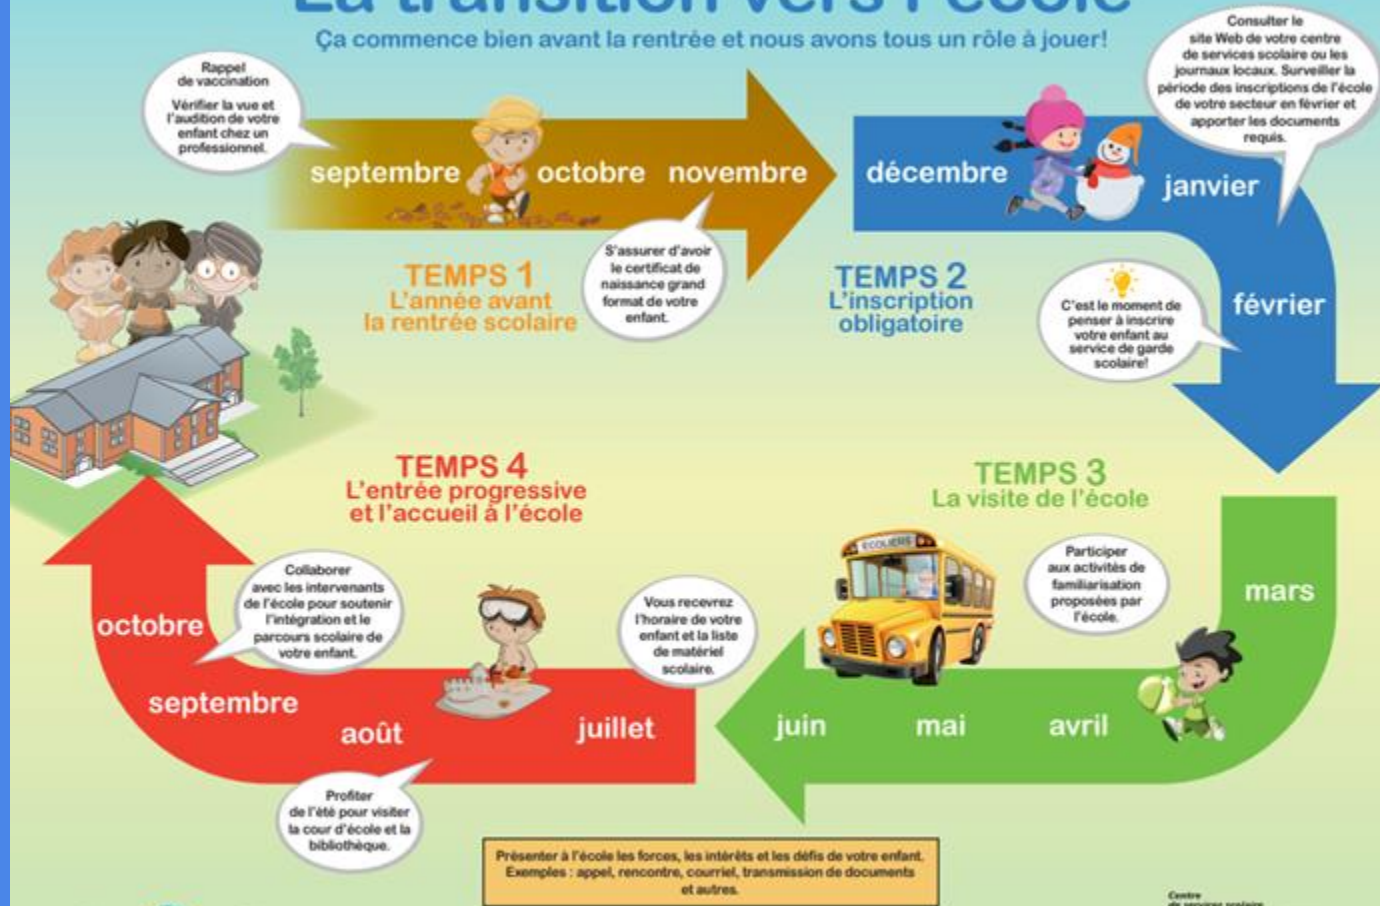 La transition vers l'école
Ça commence bien avant la rentrée et nous avons tous un rôle à jouer!
Rappel
de vaccination
Vérifier la vue et
l'audition de votre
enfant chez un
professionnel.
septembre
octobre
novembre
S'assurer d'avoir
le certificat de
naissance grand
format de votre
enfant.
TEMPS 1
L'année avant
la rentrée scolaire
décembre
janvier
février
Consulter le
site Web de votre centre
de services scolaire ou les
journaux locaux. Surveiller la
période des inscriptions de l'école
de votre secteur en février et
apporter les documents
requis.
TEMPS 2
L'inscription
obligatoire
C'est le moment de
penser à inscrire
votre enfant au
service de garde
scolaire!
TEMPS 3
La visite de l'école
mars
avril
mai
juin
ÉCOLIERS
Participer
aux activités de
familiarisation
proposées par
l'école.
Vous recevrez
l'horaire de votre
enfant et la liste
de matériel
scolaire.
TEMPS 4
L'entrée progressive
et l'accueil à l'école
juillet
août
septembre
octobre
Collaborer
avec les intervenants
de l'école pour soutenir
l'intégration et le
parcours scolaire de
votre enfant.
Profiter
de l'été pour visiter
la cour d'école et la
bibliothèque.
Présenter à l'école les forces, les intérêts et les défis de votre enfant.
Exemples : appel, rencontre, courriel, transmission de documents
et autres.
Centre
de services scolaire